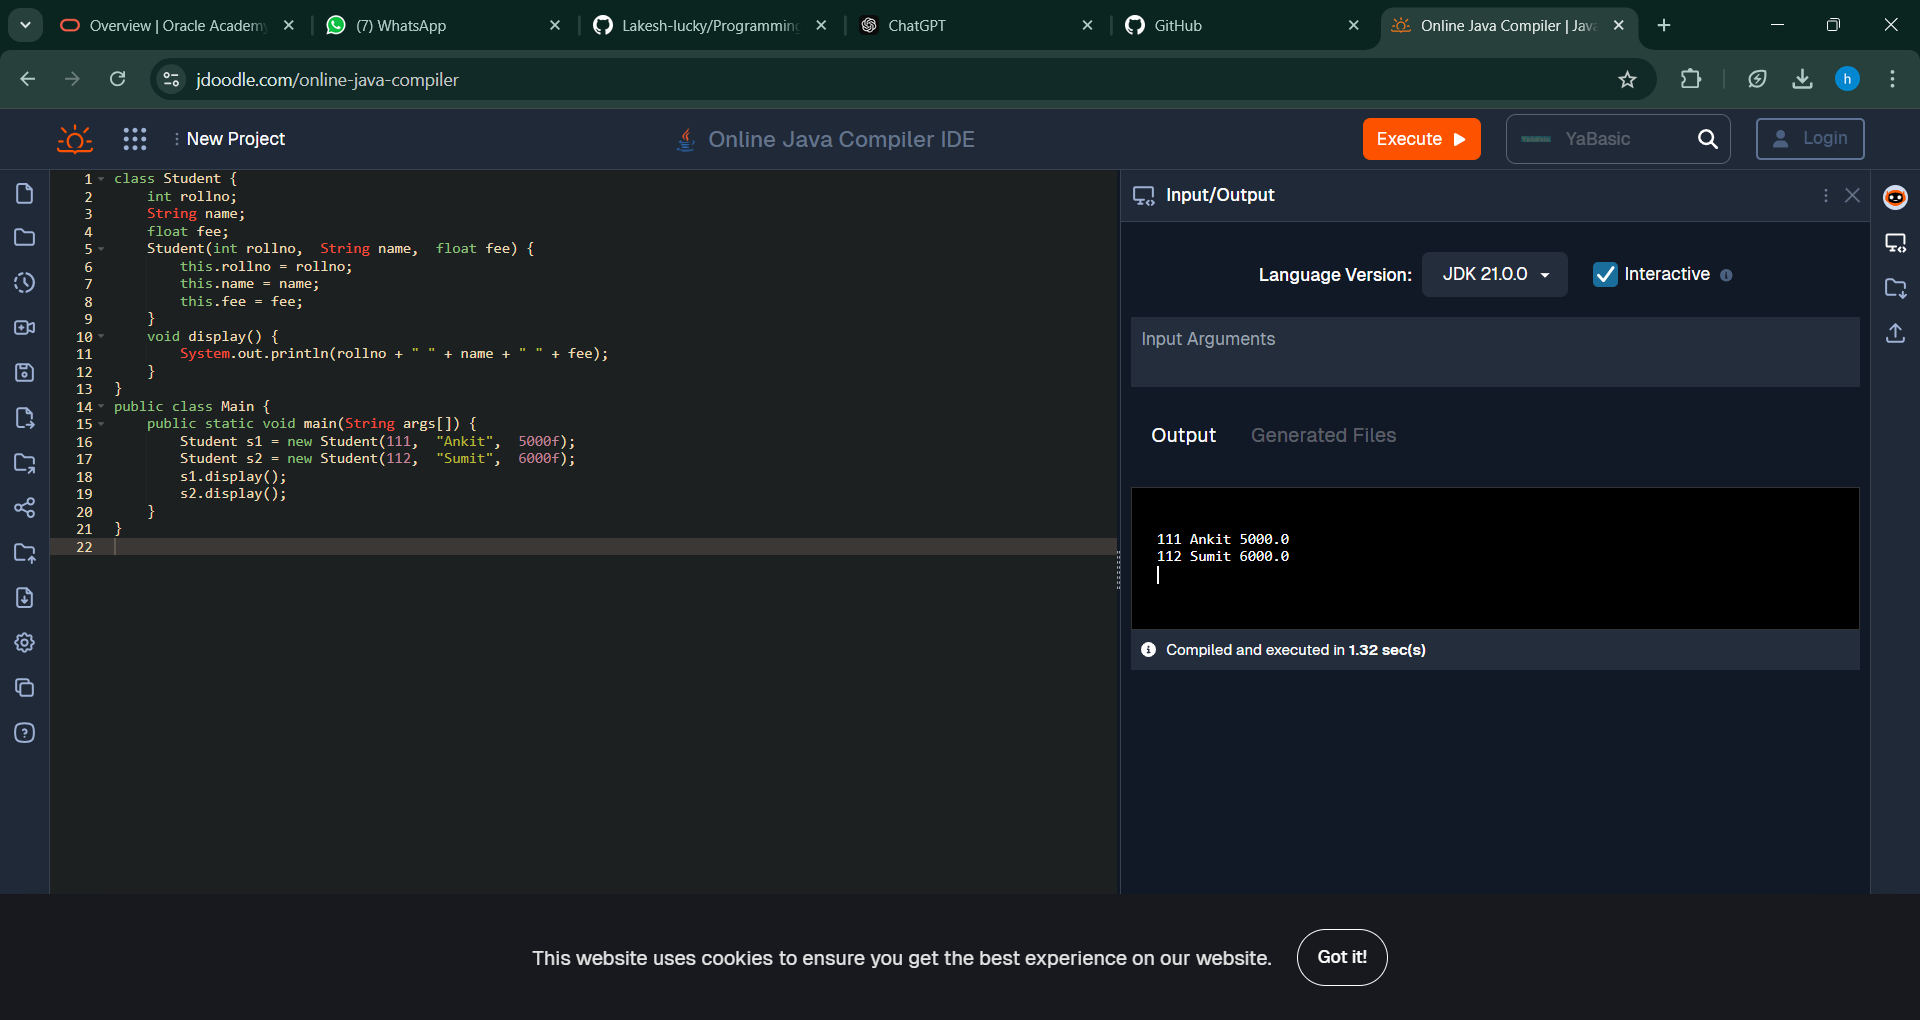 Overview | Oracle Academy
(7) WhatsApp
Lakesh-lucky/Programming
ChatGPT
GitHub
Online Java Compiler | Java
jdoodle.com/online-java-compiler
h
New Project
Online Java Compiler IDE
Execute
YaBasic
Login
1 class Student {
2     int rollno;
3     String name;
4     float fee;
5     Student(int rollno,  String name,  float fee) {
6         this.rollno = rollno;
7         this.name = name;
8         this.fee = fee;
9     }
10     void display() {
11         System.out.println(rollno + " " + name + " " + fee);
12     }
13 }
14 public class Main {
15     public static void main(String args[]) {
16         Student s1 = new Student(111,  "Ankit",  5000f);
17         Student s2 = new Student(112,  "Sumit",  6000f);
18         s1.display();
19         s2.display();
20     }
21 }
22
Input/Output
Language Version:
JDK 21.0.0
Interactive
Input Arguments
Output
Generated Files
111 Ankit 5000.0
112 Sumit 6000.0
Compiled and executed in 1.32 sec(s)
This website uses cookies to ensure you get the best experience on our website.
Got it!